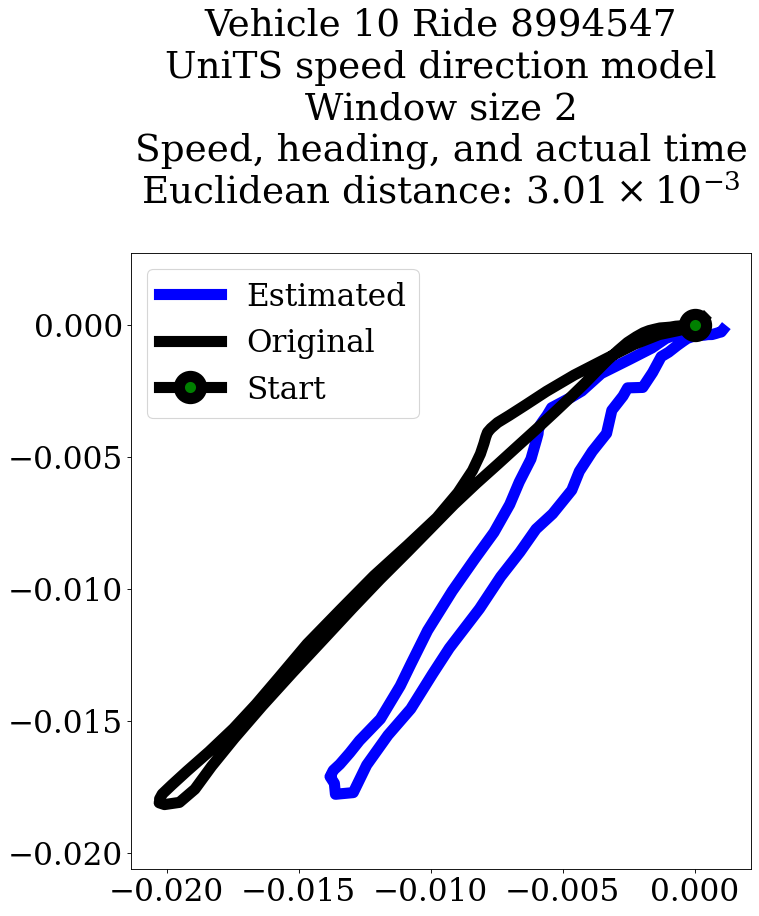 Vehicle 10 Ride 8994547
UniTS speed direction model
Window size 2
Speed, heading, and actual time
Euclidean distance: 3.01 × 10⁻³
Estimated
Original
Start
0.000
−0.005
−0.010
−0.015
−0.020
−0.020 −0.015 −0.010 −0.005 0.000